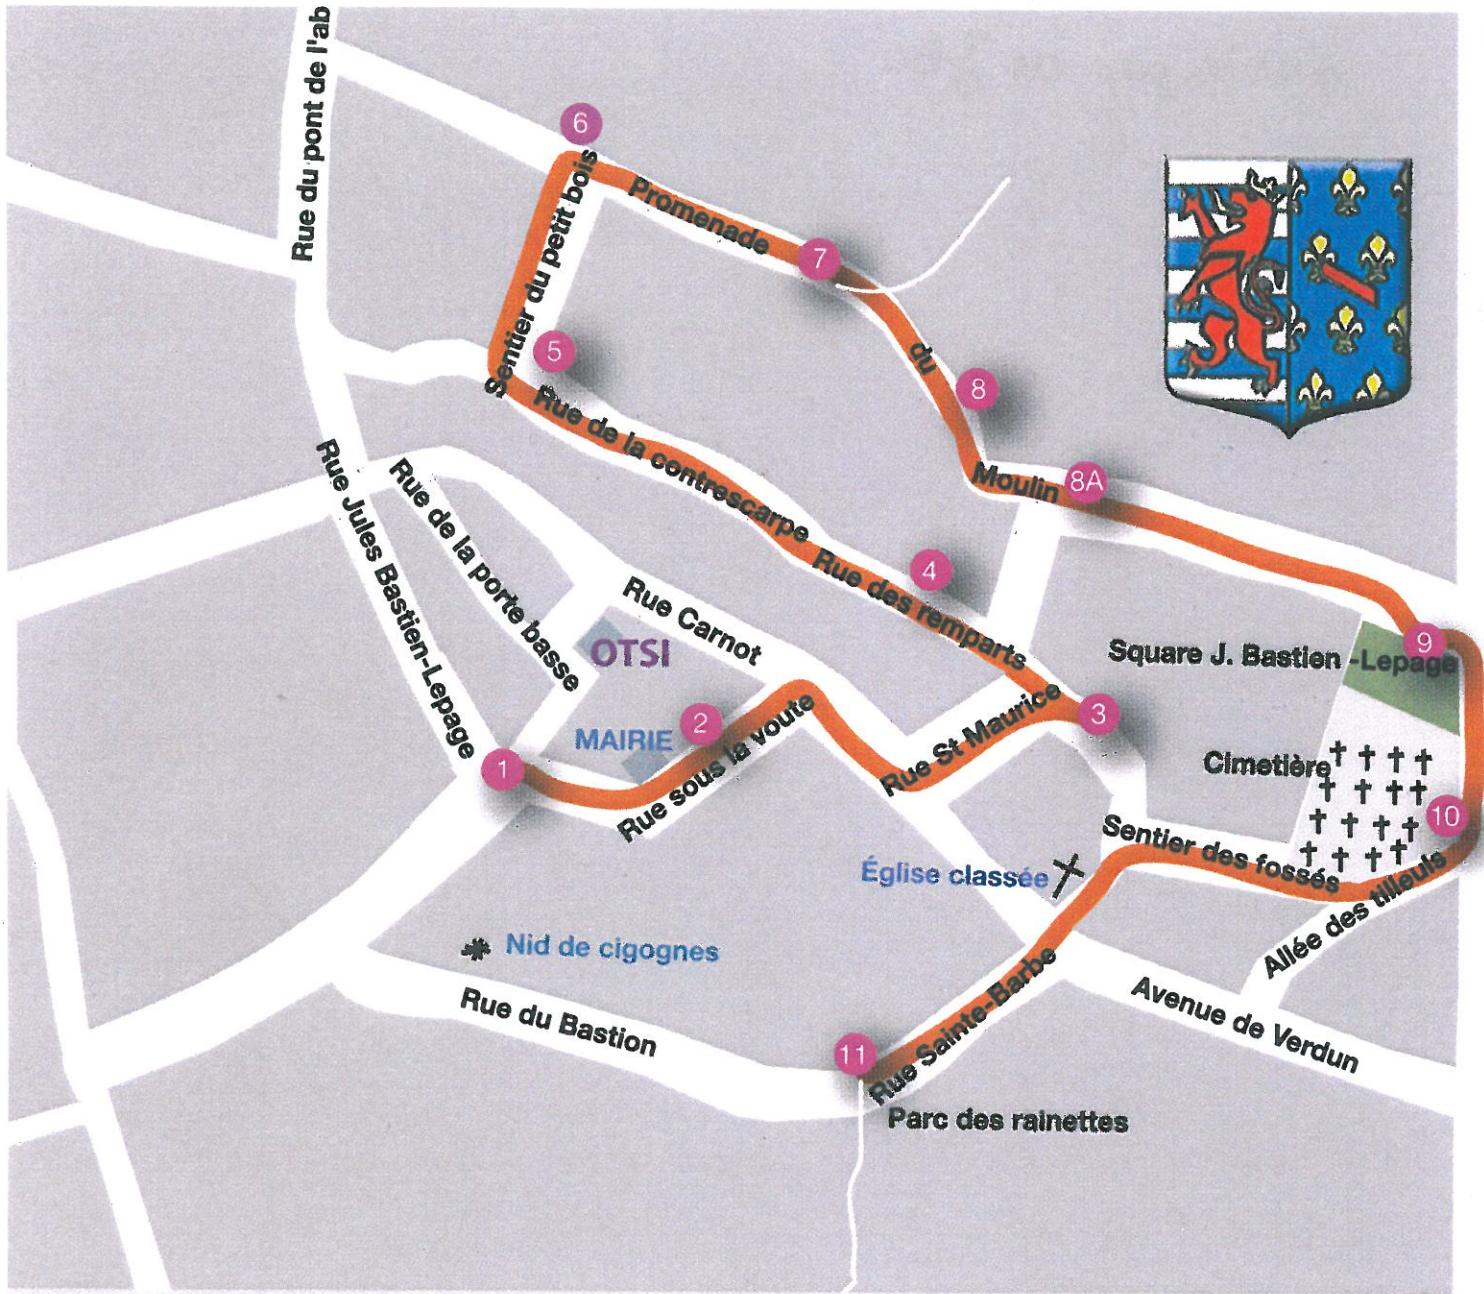 Rue du pont de l'ab
6
Sentier du petit bois
Promenade
7
du
5
8
Rue de la contrescarpe
Moulin
8A
Rue Jules Bastien-Lepage
Rue de la porte basse
4
Rue des remparts
Rue Carnot
OTSI
9
Square J. Bastien -Lepage
2
3
MAIRIE
Rue St Maurice
1
Rue sous la voute
Cimetière
10
Sentier des fossés
Église classée
Allée des tilleuls
Nid de cigognes
Rue du Bastion
Rue Sainte-Barbe
Avenue de Verdun
11
Parc des rainettes